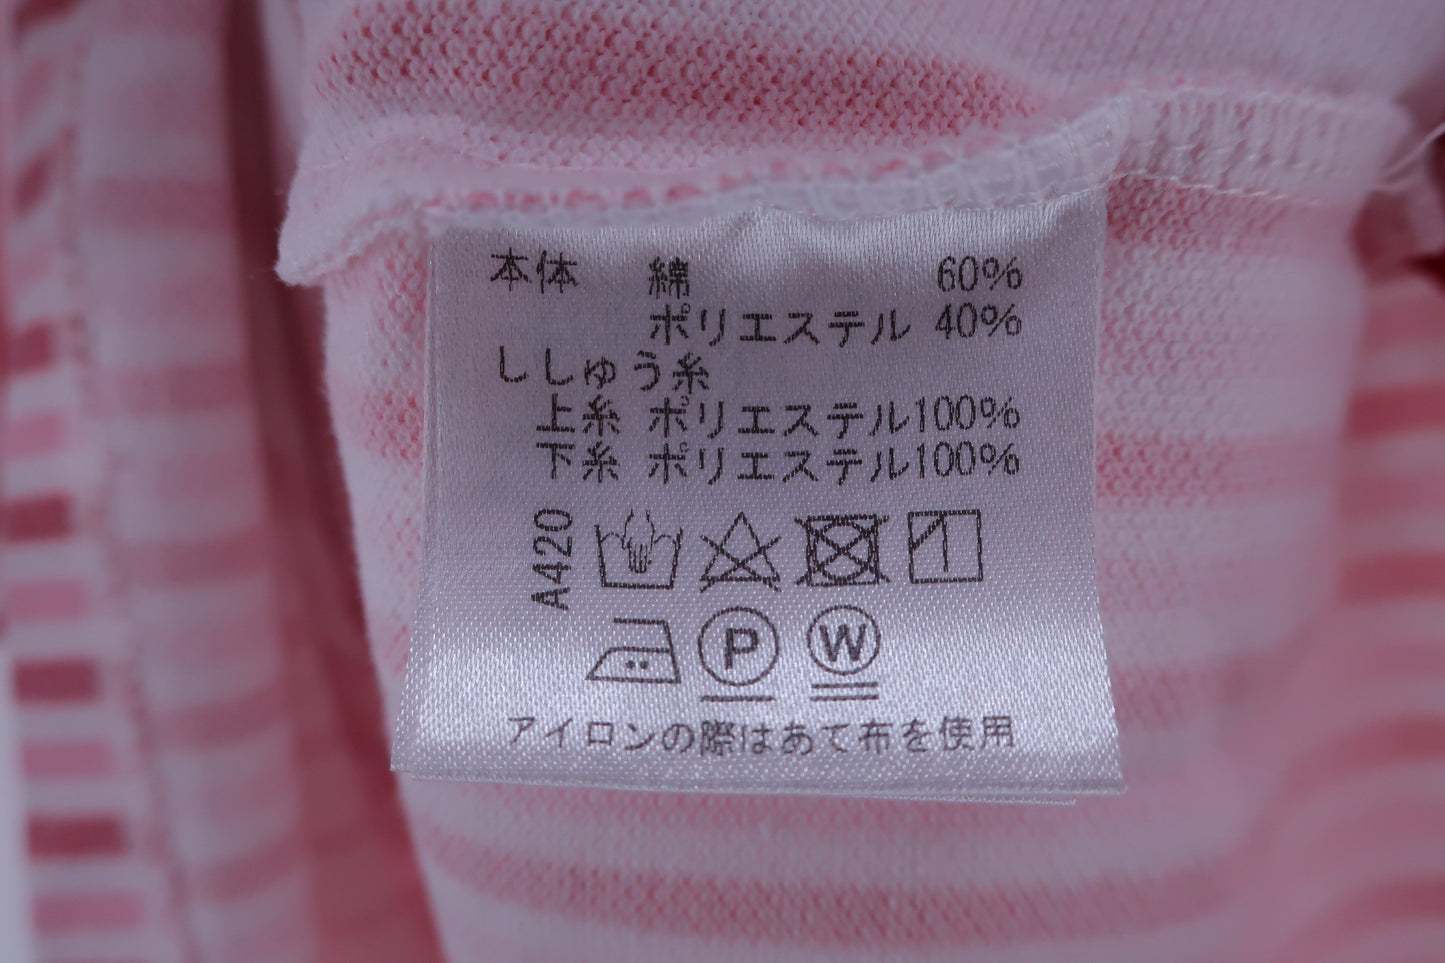 本体 綿 60%
ポリエステル 40%
ししゅう糸
上糸 ポリエステル100%
下糸 ポリエステル100%
A420
P W
アイロンの際はあて布を使用